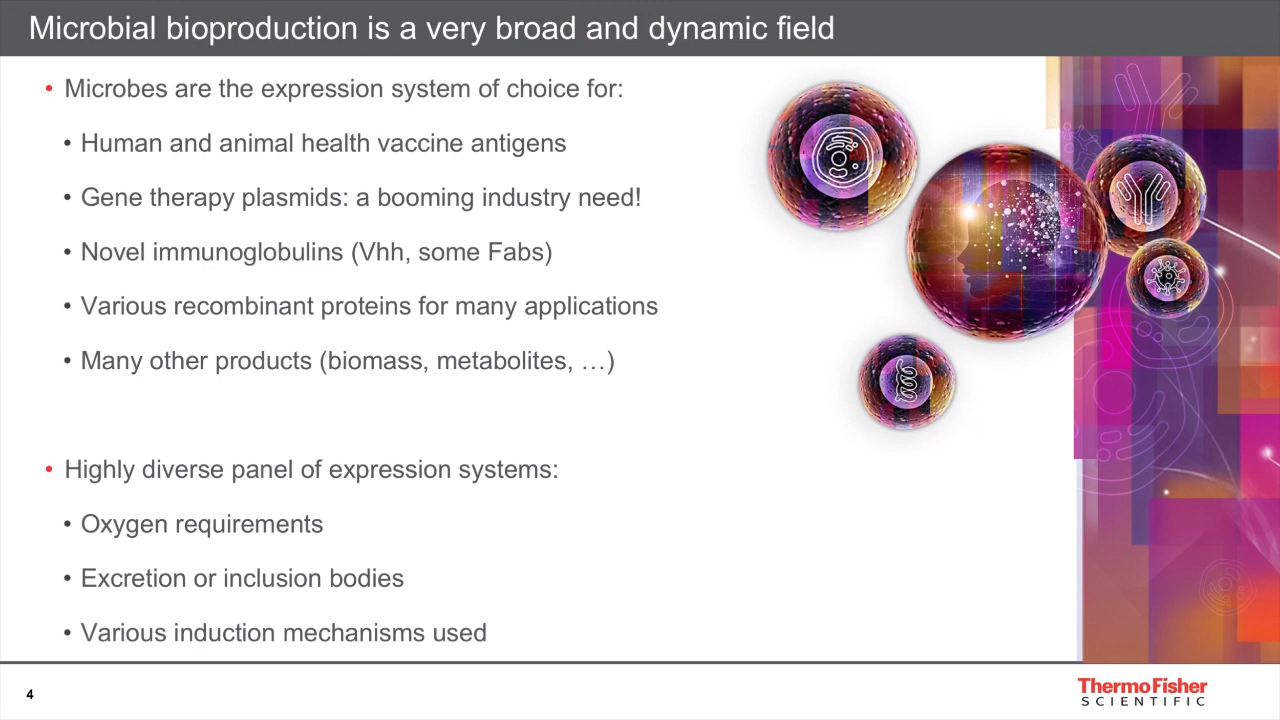 Microbial bioproduction is a very broad and dynamic field
• Microbes are the expression system of choice for:
• Human and animal health vaccine antigens
• Gene therapy plasmids: a booming industry need!
• Novel immunoglobulins (Vhh, some Fabs)
• Various recombinant proteins for many applications
• Many other products (biomass, metabolites, …)
• Highly diverse panel of expression systems:
• Oxygen requirements
• Excretion or inclusion bodies
• Various induction mechanisms used
4
ThermoFisher
SCIENTIFIC